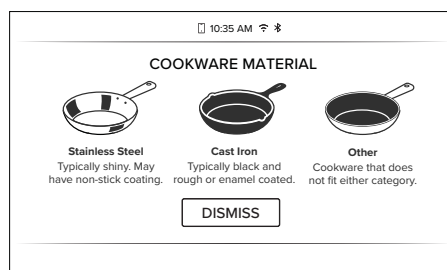 10:35 AM
COOKWARE MATERIAL
Stainless Steel
Typically shiny. May
have non-stick coating.
Cast Iron
Typically black and
rough or enamel coated.
Other
Cookware that does
not fit either category.
DISMISS